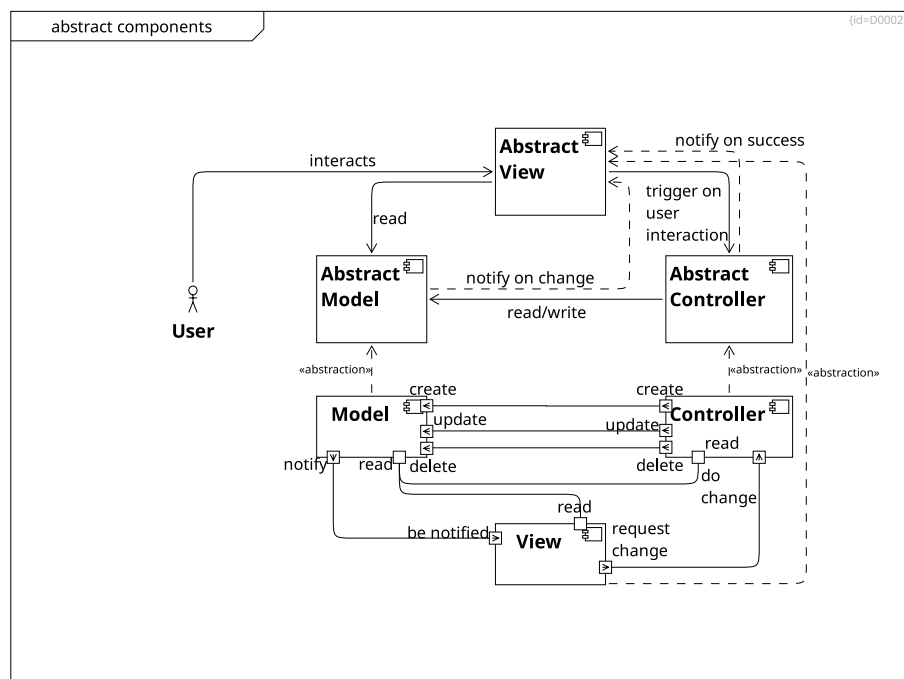 abstract components
{id=D0002
notify on success
Abstract
View
interacts
trigger on
user
interaction
read
Abstract
Model
notify on change
Abstract
Controller
read/write
User
«abstraction»
«abstraction»
«abstraction»
create
create
Model
Controller
update
update
read
notify
read
delete
delete
do
change
read
be notified
View
request
change